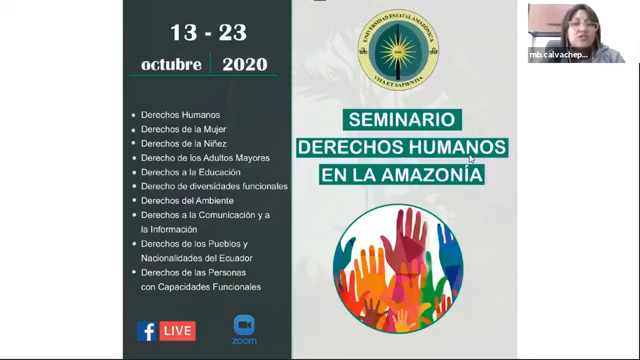 13 - 23
octubre 2020
Derechos Humanos
Derechos de la Mujer
Derechos de la Niñez
Derecho de los Adultos Mayores
Derechos a la Educación
Derecho de diversidades funcionales
Derechos del Ambiente
Derechos a la Comunicación y a
la Información
Derechos de los Pueblos y
Nacionalidades del Ecuador
Derechos de las Personas
con Capacidades Funcionales
f LIVE
zoom
UNIVERSIDAD ESTATAL AMAZÓNICA
VITA ET SAPIENTIA
SEMINARIO
DERECHOS HUMANOS
EN LA AMAZONÍA
mb.calvachep...